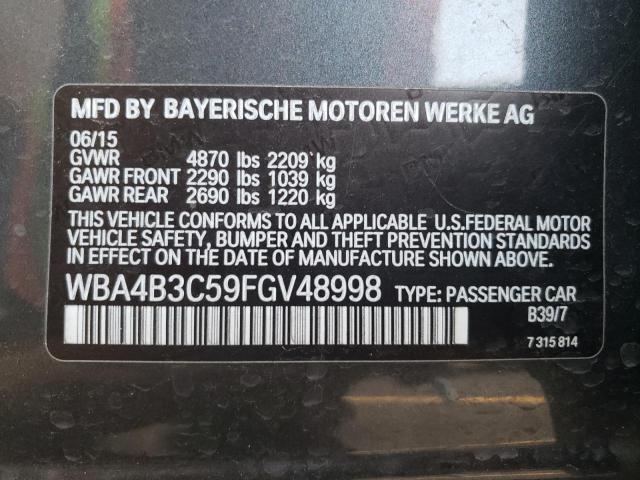 MFD BY BAYERISCHE MOTOREN WERKE AG
06/15
GVWR 4870 lbs 2209 kg
GAWR FRONT 2290 lbs 1039 kg
GAWR REAR 2690 lbs 1220 kg
THIS VEHICLE CONFORMS TO ALL APPLICABLE U.S.FEDERAL MOTOR
VEHICLE SAFETY, BUMPER AND THEFT PREVENTION STANDARDS
IN EFFECT ON THE DATE OF MANUFACTURE SHOWN ABOVE.
WBA4B3C59FGV48998 TYPE: PASSENGER CAR
B39/7
7 315 814